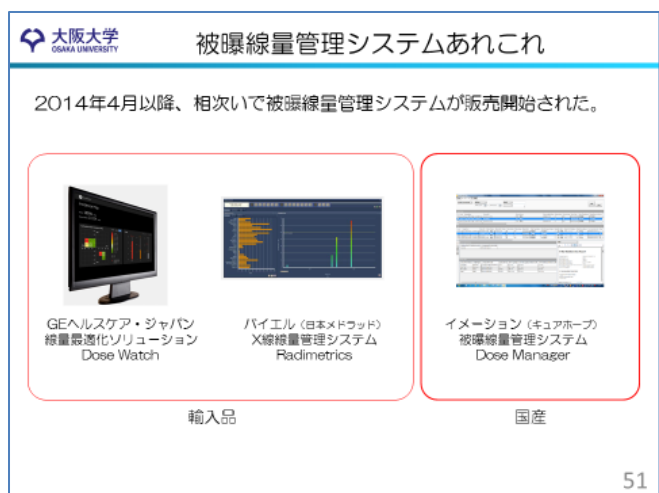 大阪大学
OSAKA UNIVERSITY
被曝線量管理システムあれこれ
2014年4月以降、相次いで被曝線量管理システムが販売開始された。
GEヘルスケア・ジャパン
線量最適化ソリューション
Dose Watch
バイエル（日本メドラッド）
X線線量管理システム
Radimetrics
イメーション（キュアホープ）
被曝線量管理システム
Dose Manager
輸入品
国産
51